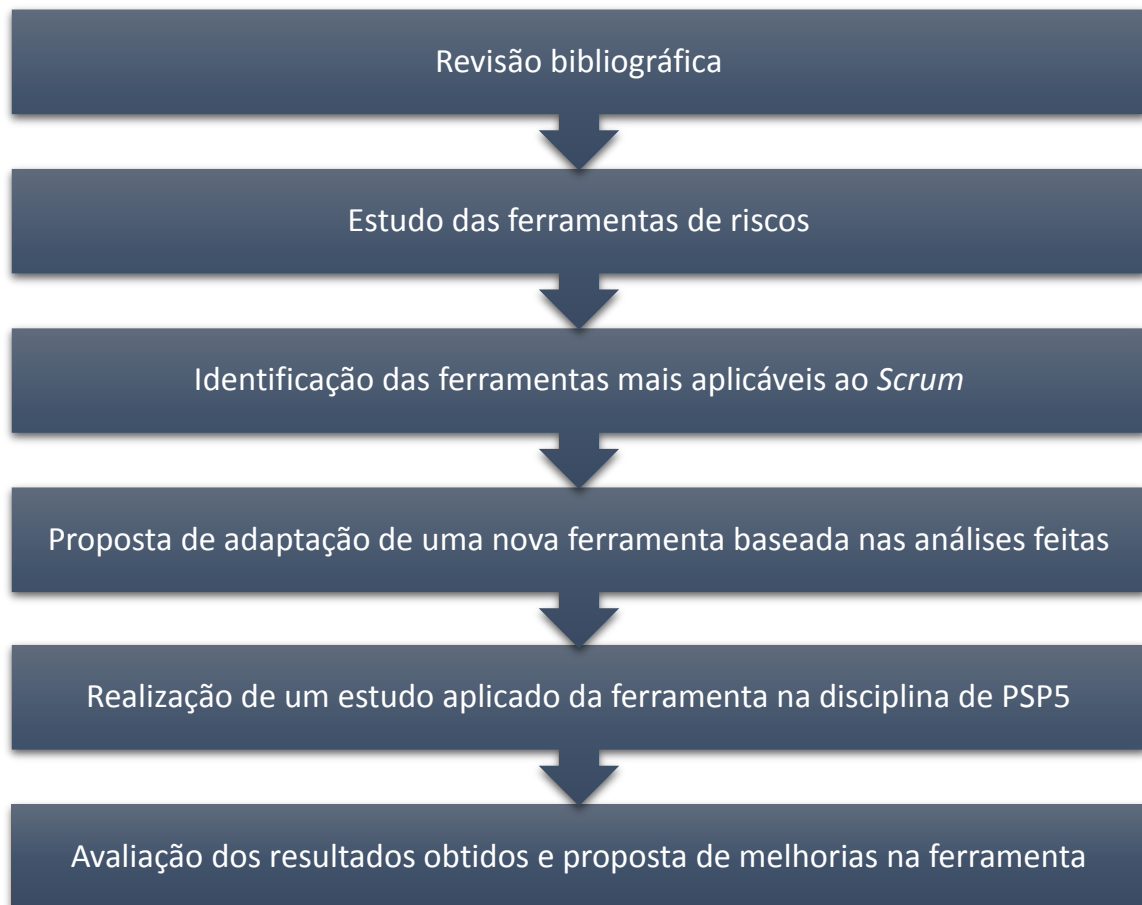 Revisão bibliográfica
Estudo das ferramentas de riscos
Identificação das ferramentas mais aplicáveis ao Scrum
Proposta de adaptação de uma nova ferramenta baseada nas análises feitas
Realização de um estudo aplicado da ferramenta na disciplina de PSP5
Avaliação dos resultados obtidos e proposta de melhorias na ferramenta